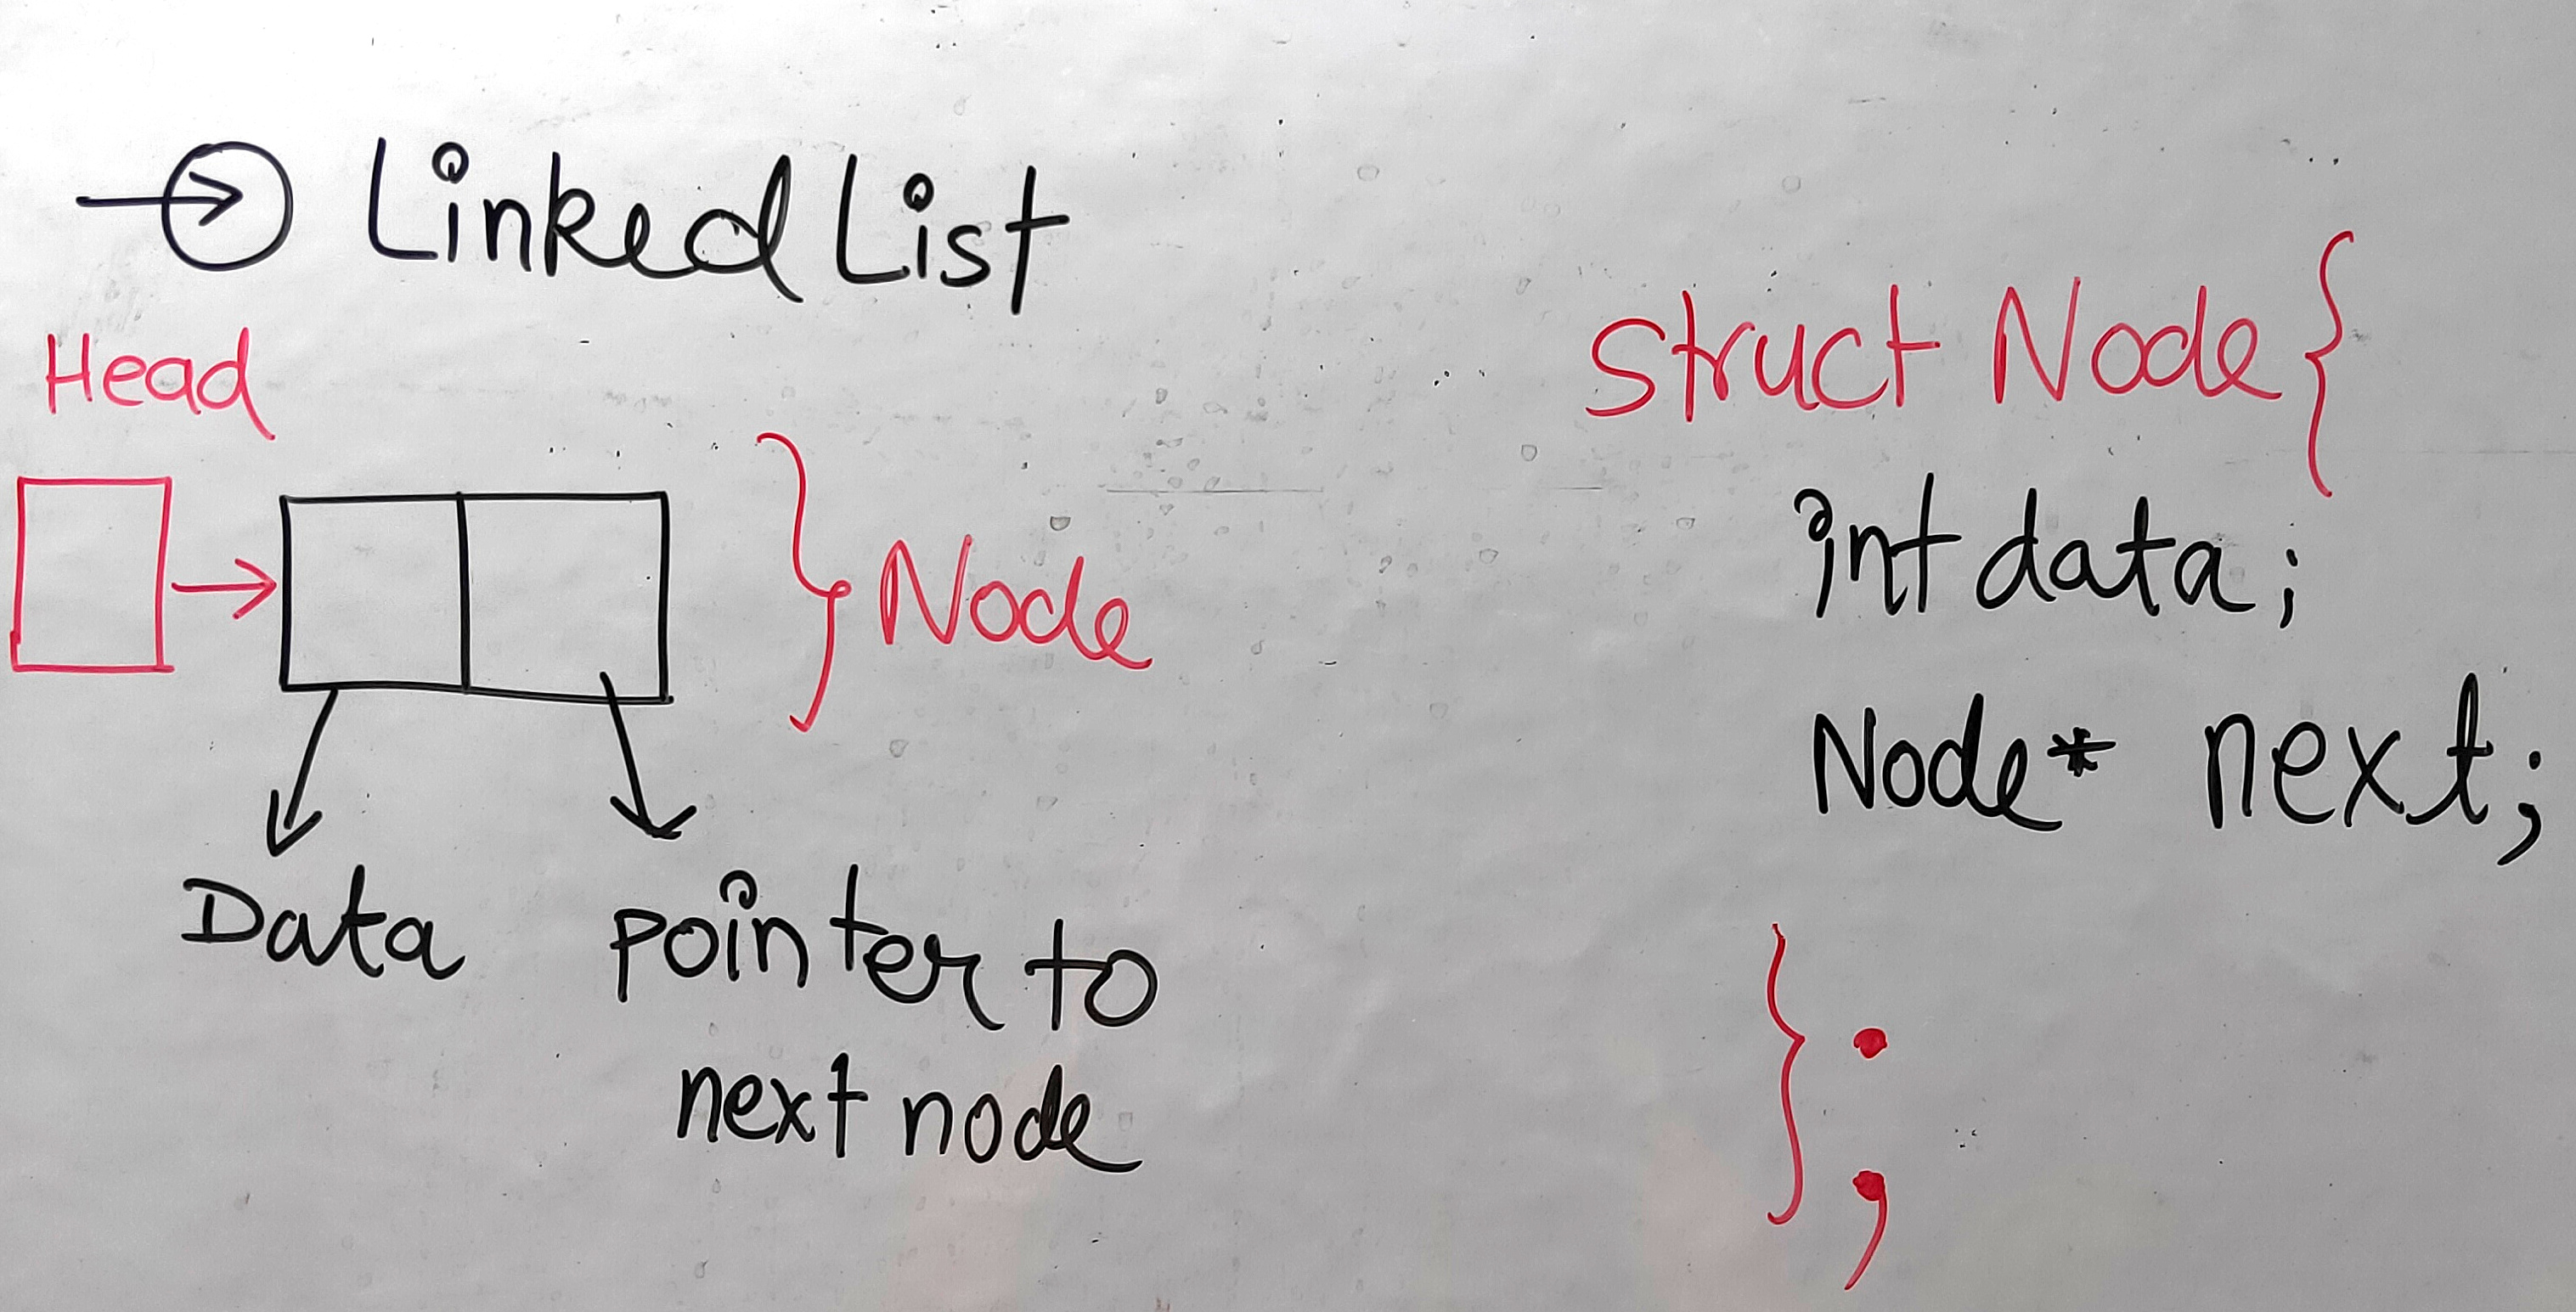 Linked List
Head
Node
Data
pointer to
next node
struct Node{
int data;
Node* next;
};